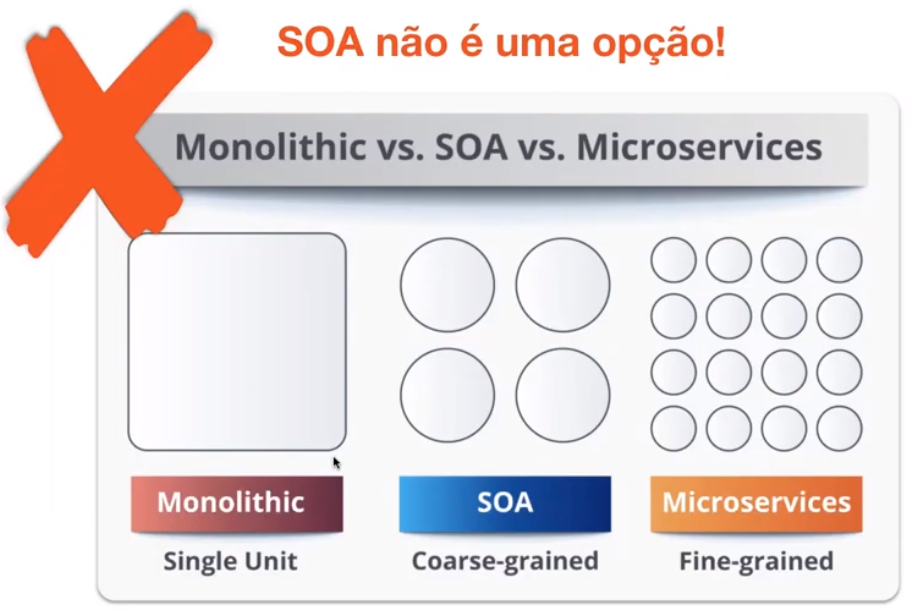 SOA não é uma opção!
Monolithic vs. SOA vs. Microservices
Monolithic
SOA
Microservices
Single Unit
Coarse-grained
Fine-grained